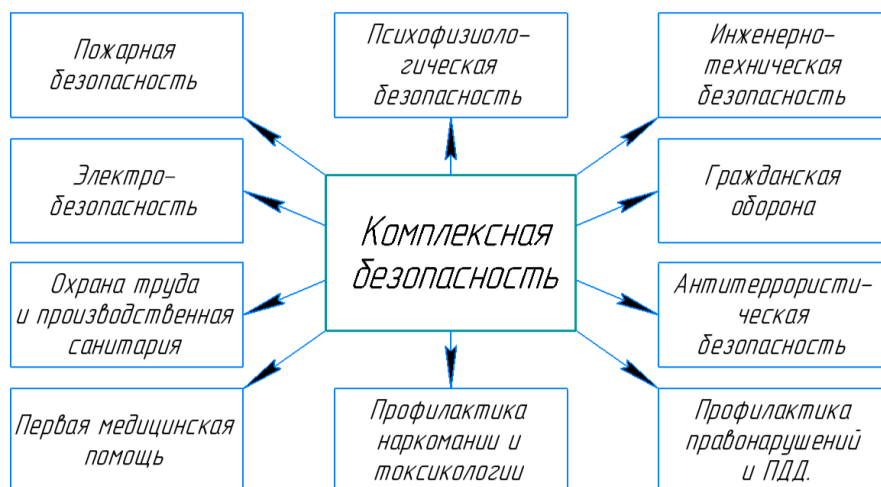 Пожарная
безопасность
Психофизиоло-
гическая
безопасность
Инженерно-
техническая
безопасность
Электро-
безопасность
Гражданская
оборона
Комплексная
безопасность
Охрана труда
и производственная
санитария
Антитеррористи-
ческая
безопасность
Первая медицинская
помощь
Профилактика
наркомании и
токсикологии
Профилактика
правонарушений
и ПДД.